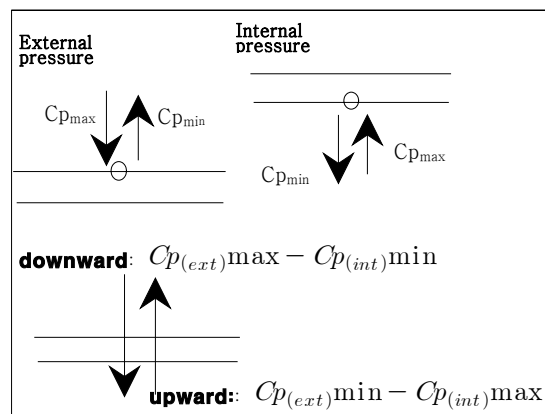 External
pressure
Internal
pressure
Cpmax
Cpmin
Cpmin
Cpmax
downward: Cp(ext)max − Cp(int)min
upward: Cp(ext)min − Cp(int)max